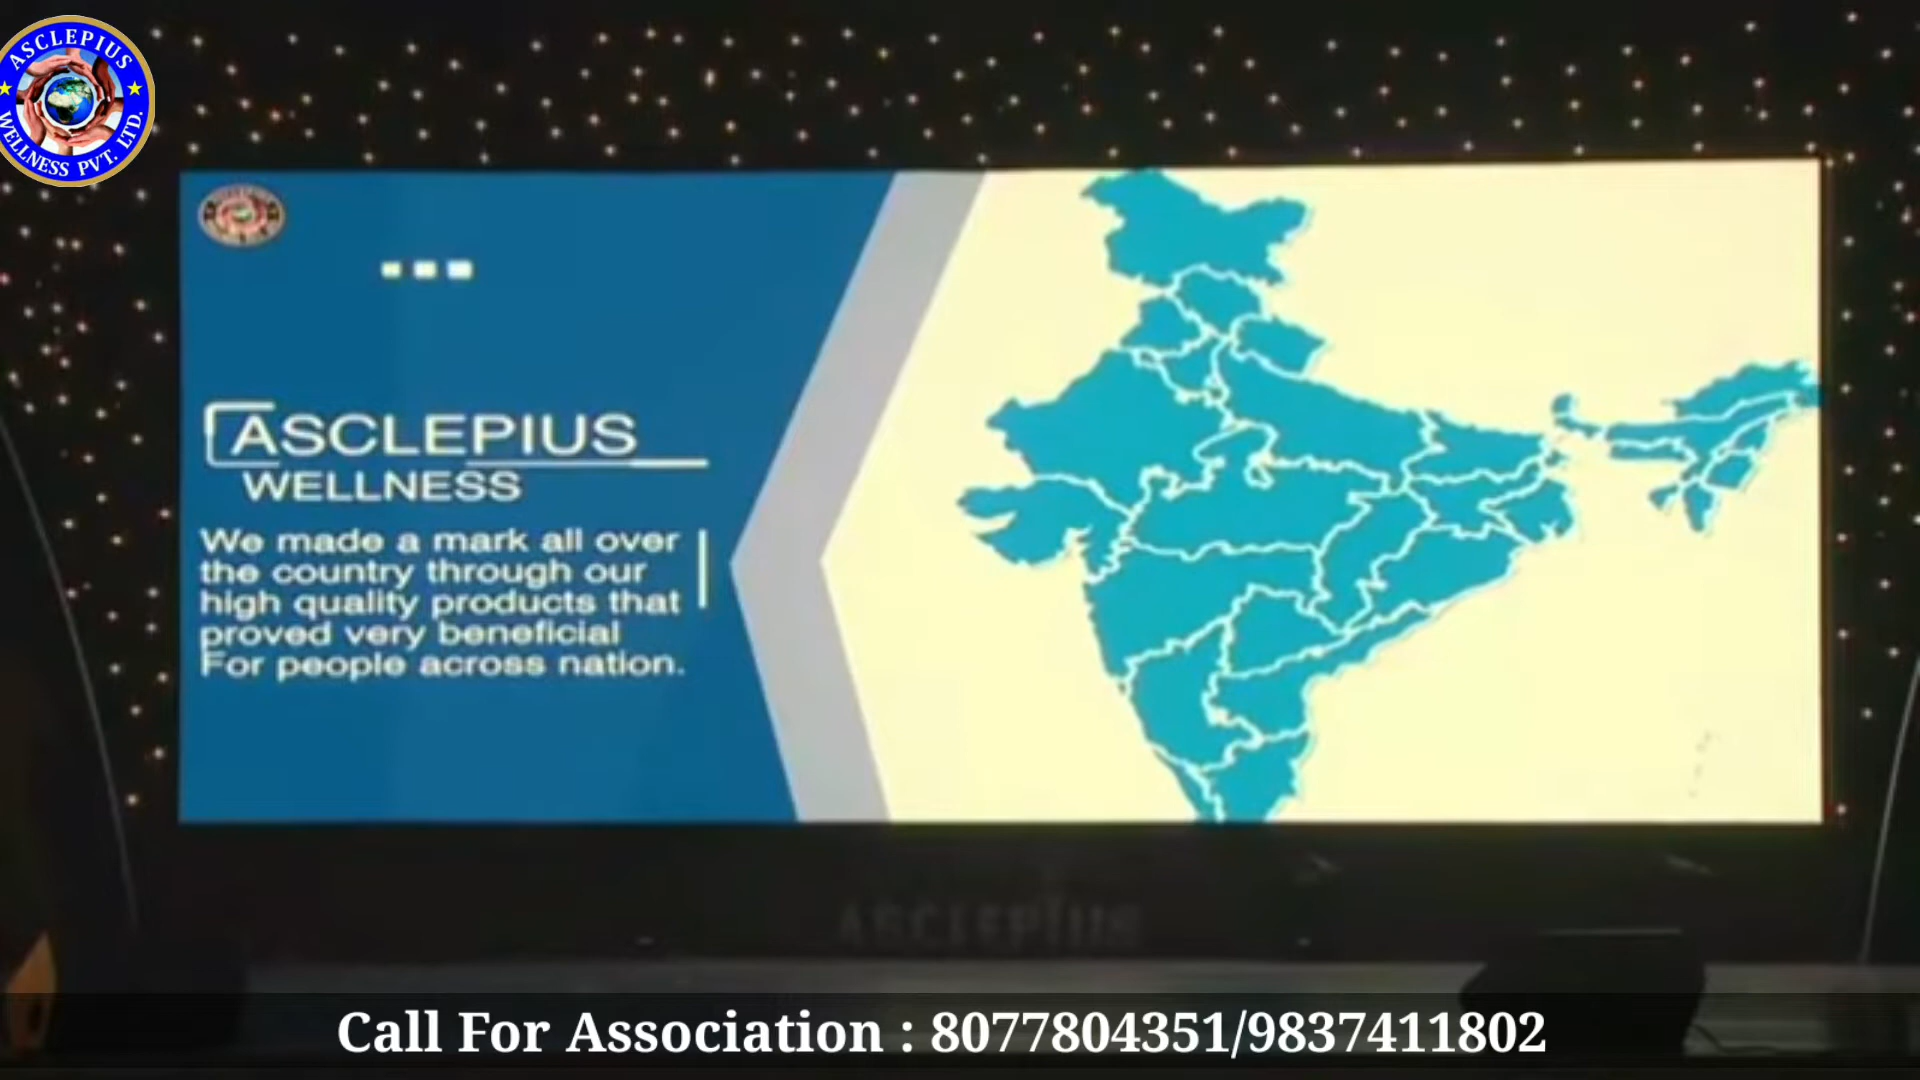 ASCLEPIUS
WELLNESS PVT. LTD.
ASCLEPIUS
WELLNESS
We made a mark all over
the country through our
high quality products that
proved very beneficial
For people across nation.
ASCLEPIUS
Call For Association : 8077804351/9837411802